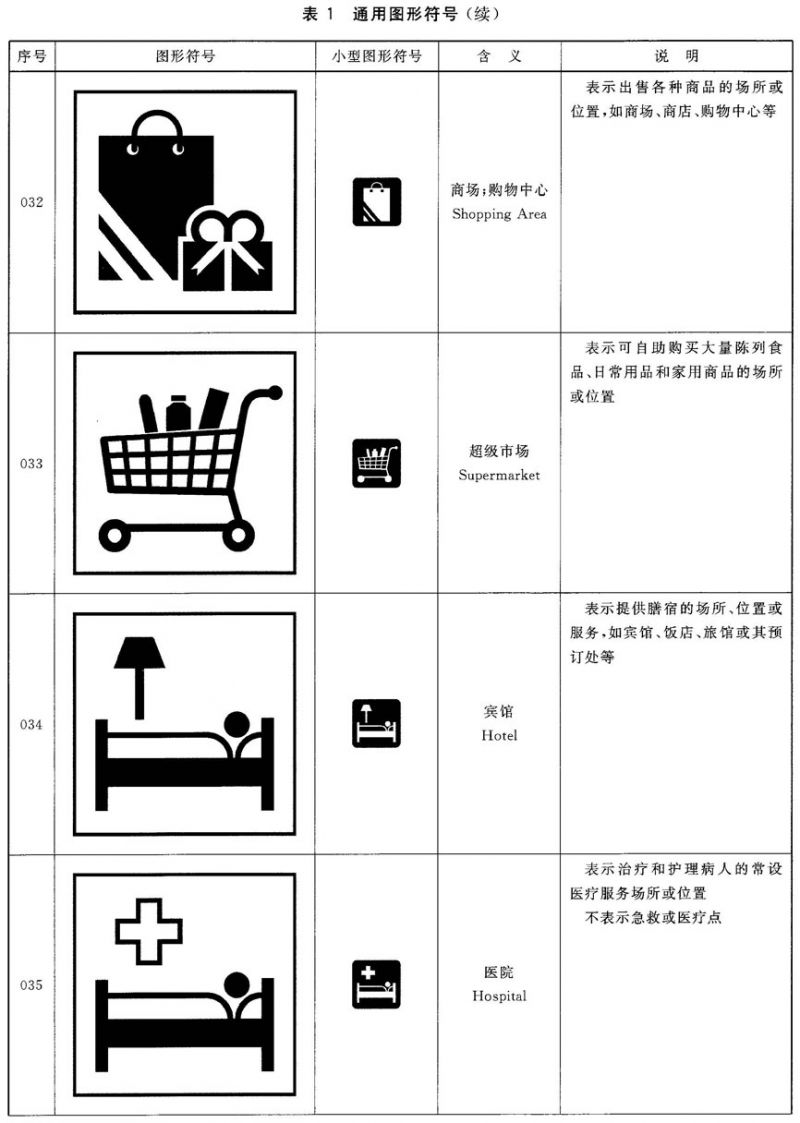 表 1 通用图形符号（续）
序号 图形符号 小型图形符号 含 义 说 明
032
商场；购物中心
Shopping Area
表示出售各种商品的场所或
位置，如商场、商店、购物中心等
033
超级市场
Supermarket
表示可自助购买大量陈列食
品、日常用品和家用商品的场所
或位置
034
宾馆
Hotel
表示提供膳宿的场所、位置或
服务，如宾馆、饭店、旅馆或其预
订处等
035
医院
Hospital
表示治疗和护理病人的常设
医疗服务场所或位置
不表示急救或医疗点